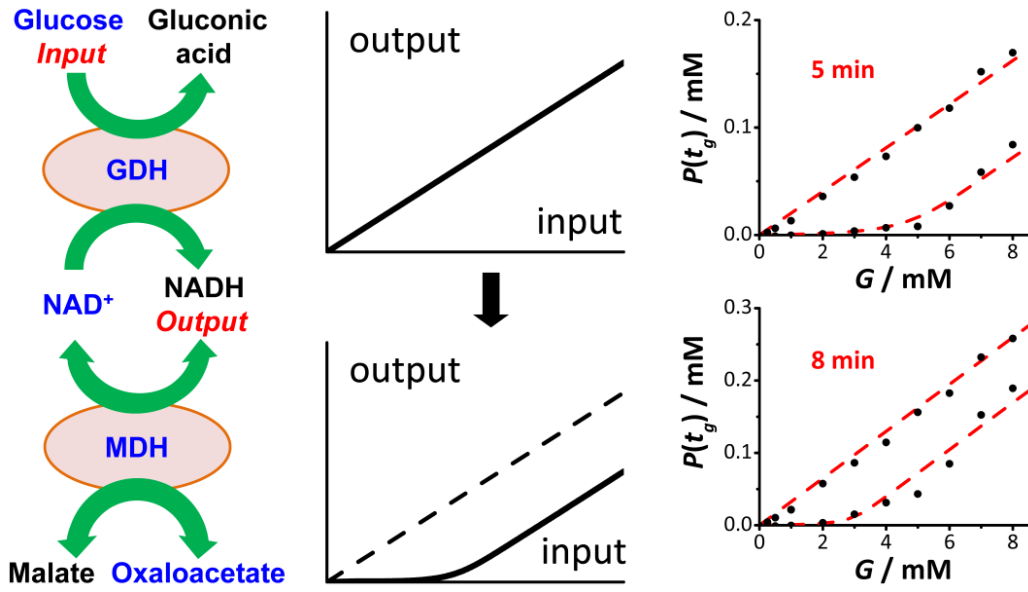 Glucose
Input
Gluconic
acid
GDH
NAD⁺
NADH
Output
MDH
Malate
Oxaloacetate
output
input
output
input
P(t_g) / mM
0.2
0.1
0.0
5 min
0 2 4 6 8
G / mM
P(t_g) / mM
0.3
0.2
0.1
0.0
8 min
0 2 4 6 8
G / mM